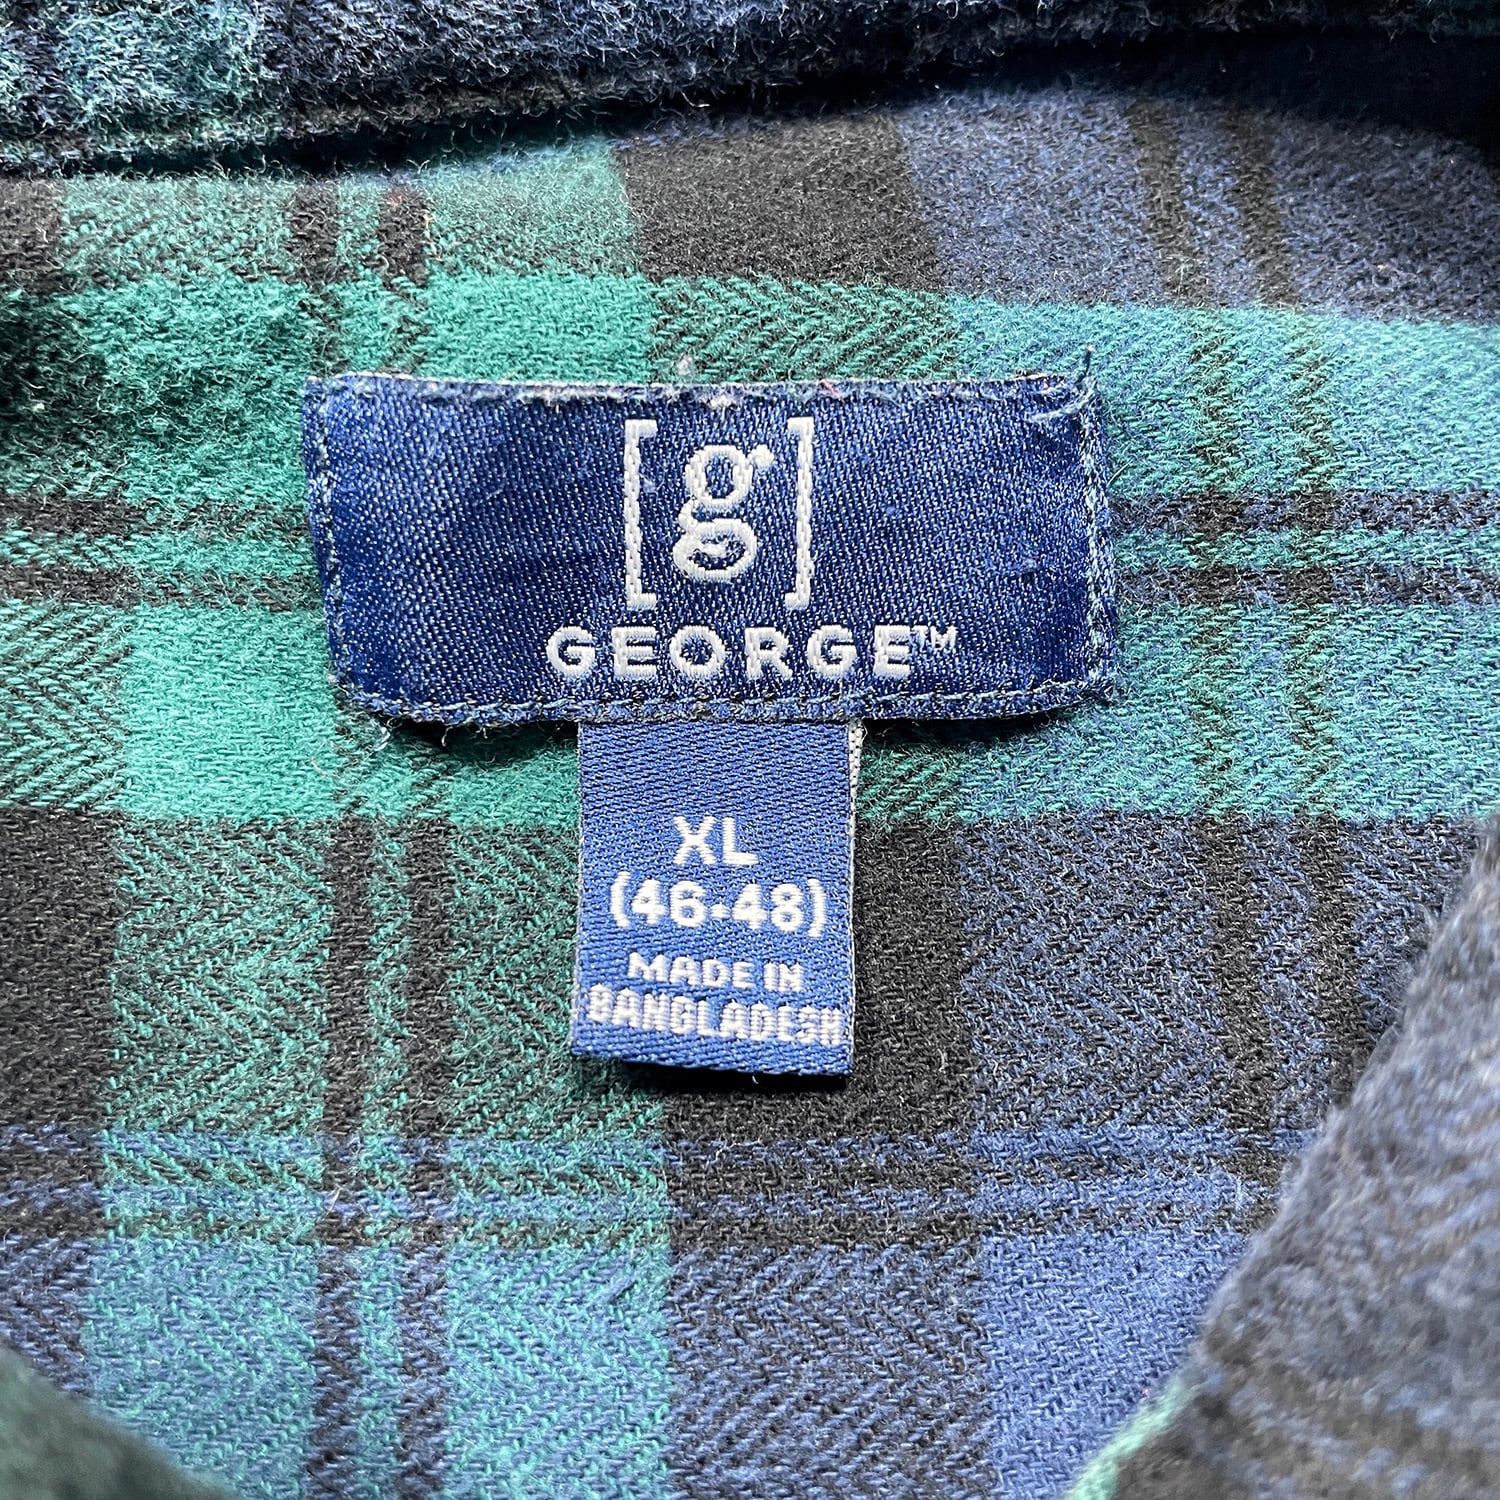 [g]
GEORGE™
XL
(46-48)
MADE IN
BANGLADESH